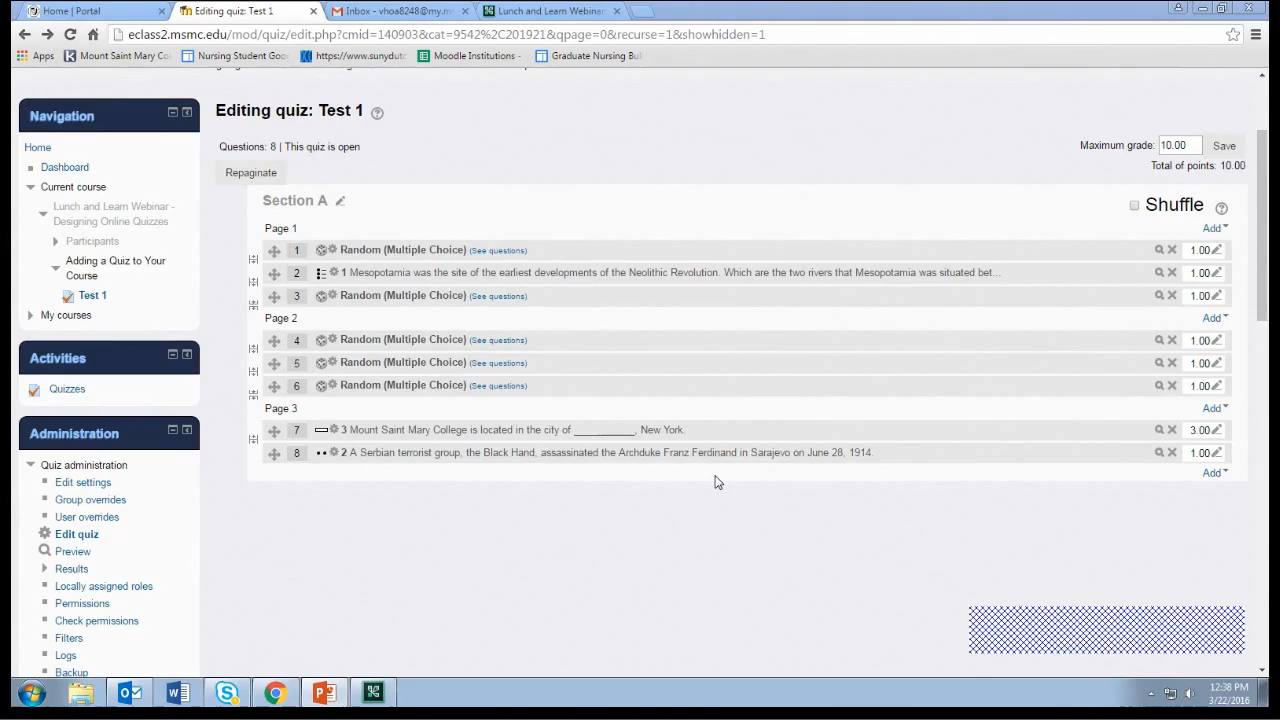 Home | Portal
Editing quiz: Test 1
Inbox - vhoa8248@my.m
Lunch and Learn Webinar
eclass2.msmc.edu/mod/quiz/edit.php?cmid=140903&cat=9542%2C201921&qpage=0&recurse=1&showhidden=1
Apps
Mount Saint Mary Co
Nursing Student Goo
https://www.sunydut
Moodle Institutions -
Graduate Nursing Bul
Navigation
Home
Dashboard
Current course
Lunch and Learn Webinar -
Designing Online Quizzes
Participants
Adding a Quiz to Your
Course
Test 1
My courses
Activities
Quizzes
Administration
Quiz administration
Edit settings
Group overrides
User overrides
Edit quiz
Preview
Results
Locally assigned roles
Permissions
Check permissions
Filters
Logs
Backup
Editing quiz: Test 1
Questions: 8 | This quiz is open
Maximum grade: 10.00 Save
Total of points: 10.00
Repaginate
Section A
Shuffle
Page 1 Add
1 Random (Multiple Choice) (See questions) 1.00
2 1 Mesopotamia was the site of the earliest developments of the Neolithic Revolution. Which are the two rivers that Mesopotamia was situated bet... 1.00
3 Random (Multiple Choice) (See questions) 1.00
Page 2 Add
4 Random (Multiple Choice) (See questions) 1.00
5 Random (Multiple Choice) (See questions) 1.00
6 Random (Multiple Choice) (See questions) 1.00
Page 3 Add
7 3 Mount Saint Mary College is located in the city of __________, New York. 3.00
8 2 A Serbian terrorist group, the Black Hand, assassinated the Archduke Franz Ferdinand in Sarajevo on June 28, 1914. 1.00
Add
12:38 PM
3/22/2016